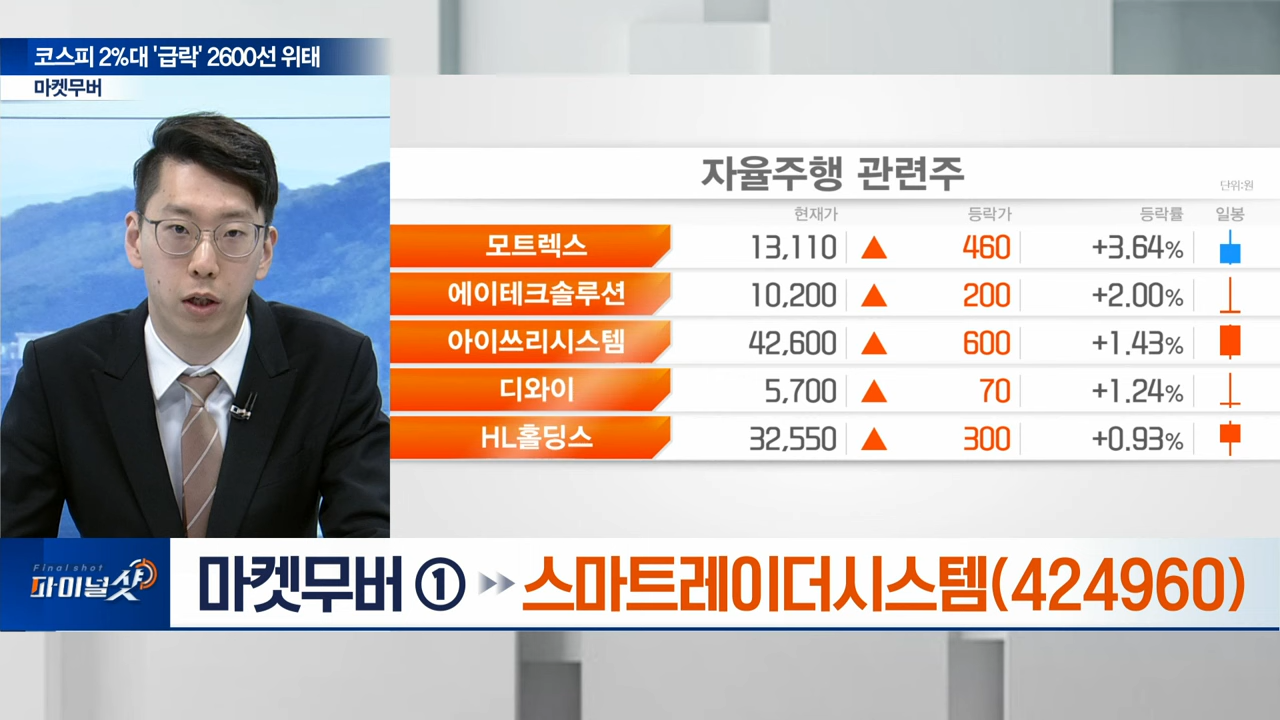 코스피 2%대 '급락' 2600선 위태
마켓무버
자율주행 관련주
단위:원
현재가 등락가 등락률 일봉
모트렉스 13,110 ▲ 460 +3.64%
에이테크솔루션 10,200 ▲ 200 +2.00%
아이쓰리시스템 42,600 ▲ 600 +1.43%
디와이 5,700 ▲ 70 +1.24%
HL홀딩스 32,550 ▲ 300 +0.93%
Final shot
파이널샷
마켓무버 ① ▶▶ 스마트레이더시스템(424960)